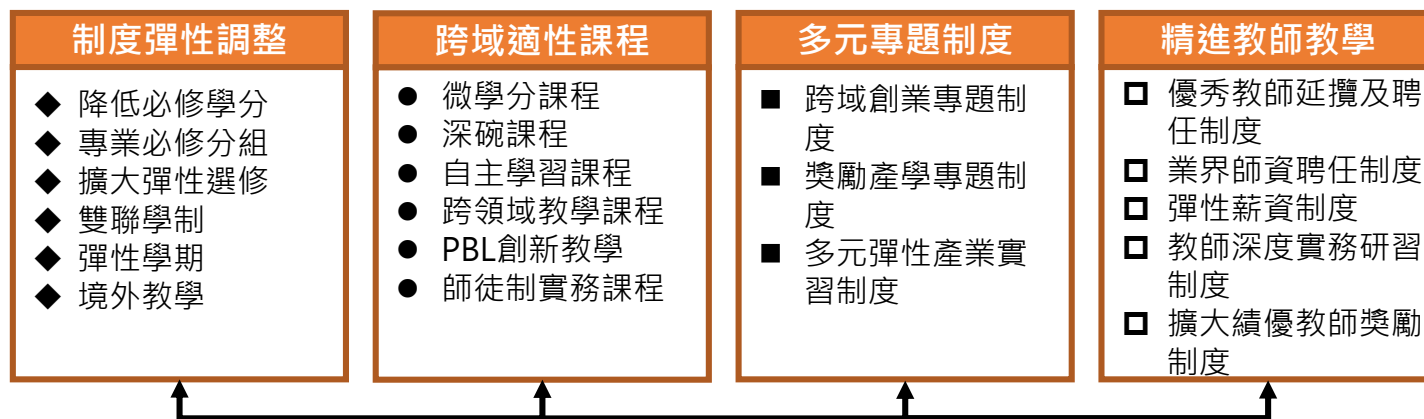 制度彈性調整
◆ 降低必修學分
◆ 專業必修分組
◆ 擴大彈性選修
◆ 雙聯學制
◆ 彈性學期
◆ 境外教學
跨域適性課程
● 微學分課程
● 深碗課程
● 自主學習課程
● 跨領域教學課程
● PBL創新教學
● 師徒制實務課程
多元專題制度
■ 跨域創業專題制
度
■ 獎勵產學專題制
度
■ 多元彈性產業實
習制度
精進教師教學
□ 優秀教師延攬及聘
任制度
□ 業界師資聘任制度
□ 彈性薪資制度
□ 教師深度實務研習
制度
□ 擴大績優教師獎勵
制度